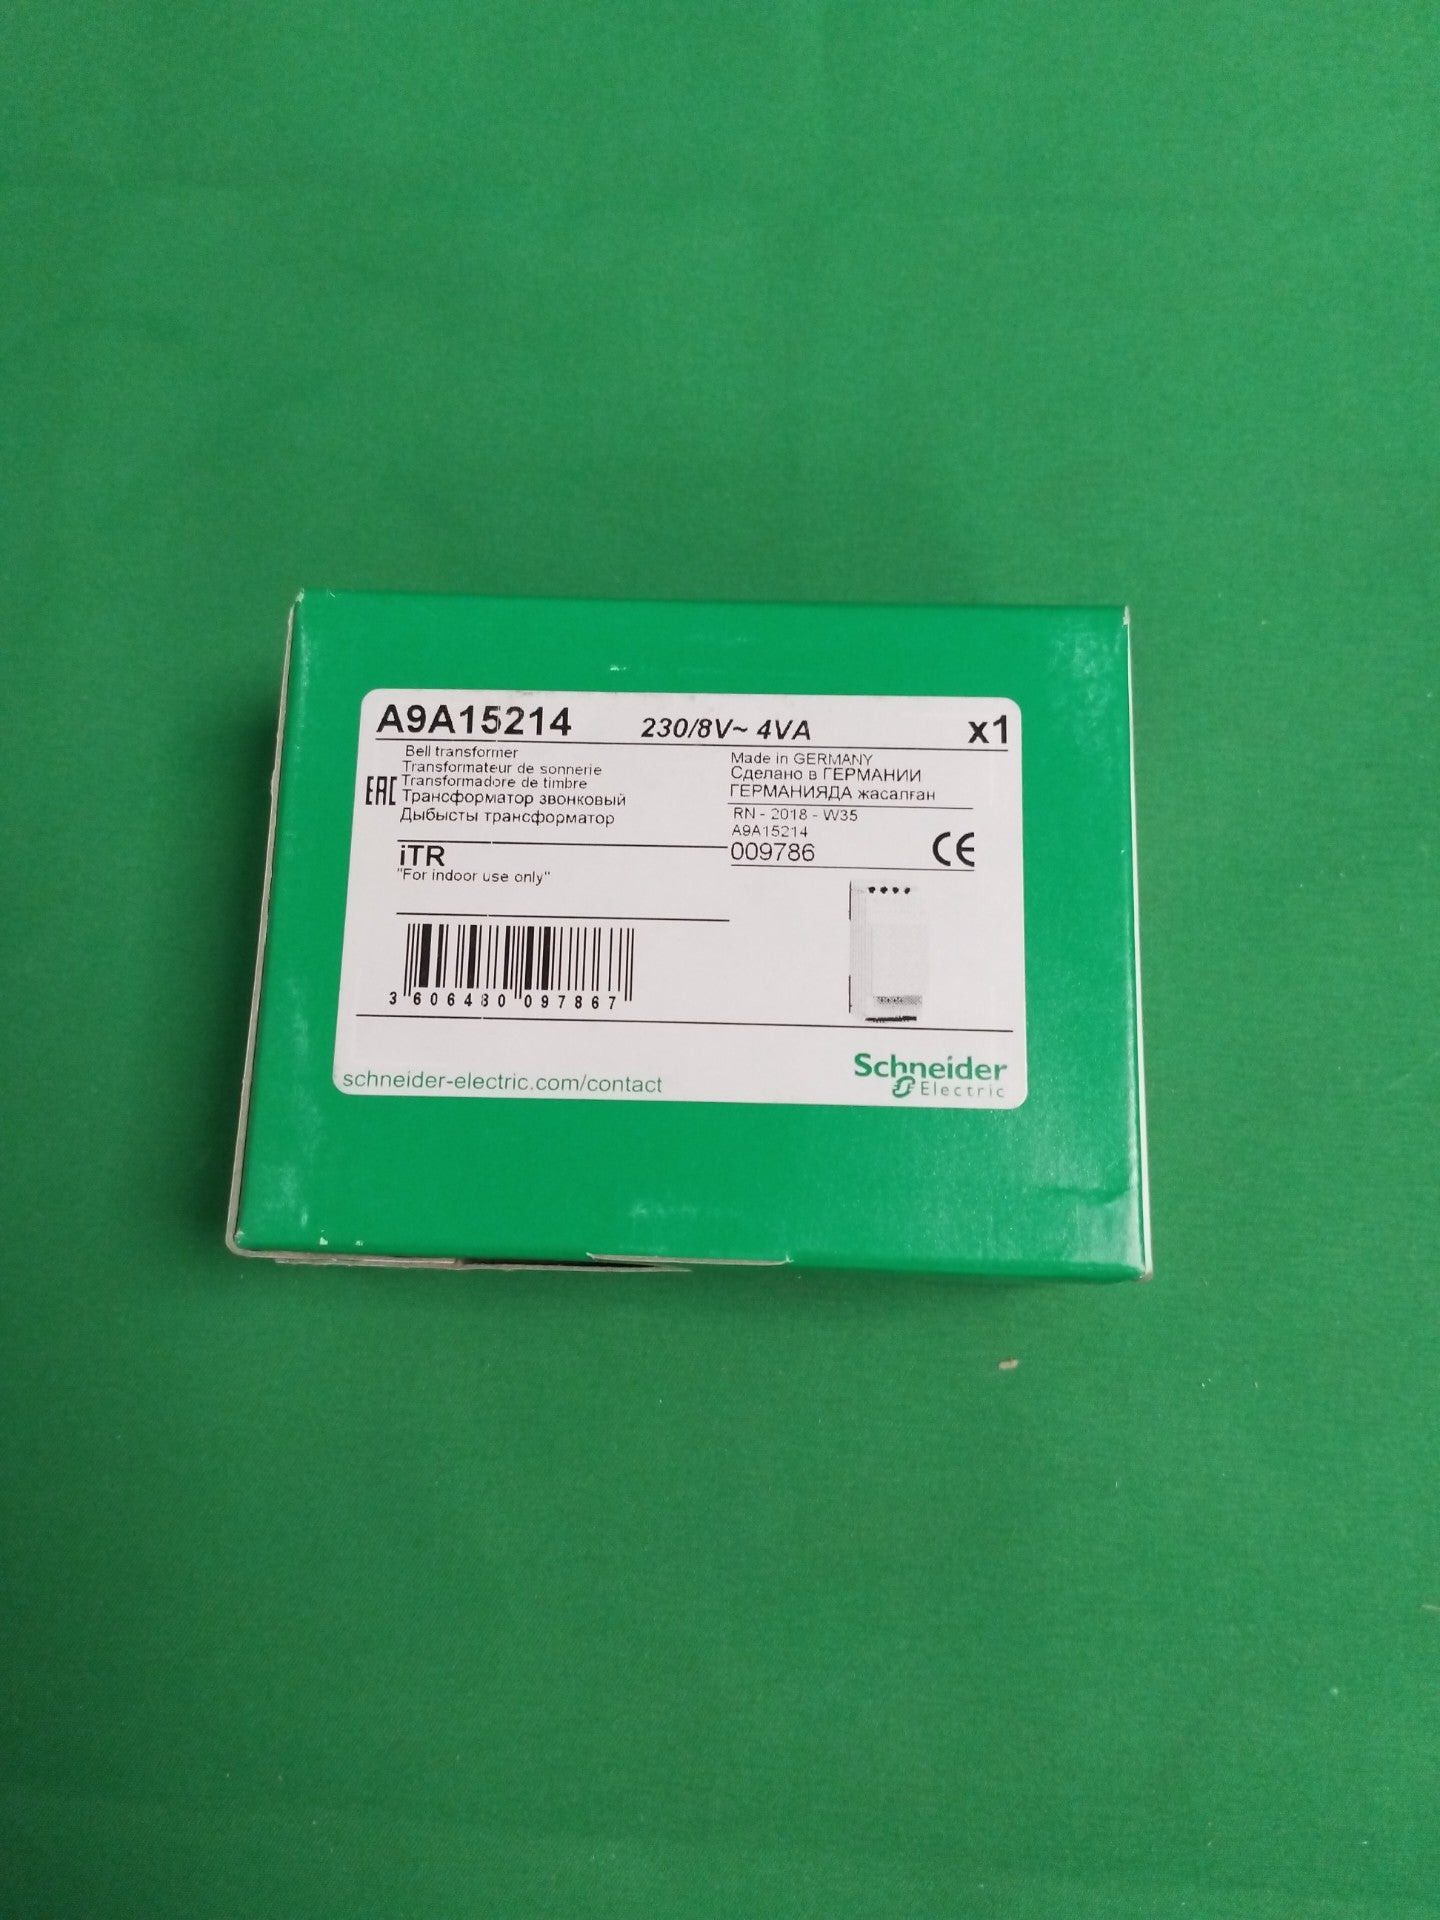 A9A15214 230/8V~ 4VA x1
Bell transformer
Transformateur de sonnerie
Transformadore de timbre
EAC Трансформатор звонковый
Дыбысты трансформатор
Made in GERMANY
Сделано в ГЕРМАНИИ
ГЕРМАНИЯДА жасалған
RN - 2018 - W35
A9A15214
009786 CE
iTR
"For indoor use only"
3 606480 097867
schneider-electric.com/contact
Schneider
Electric